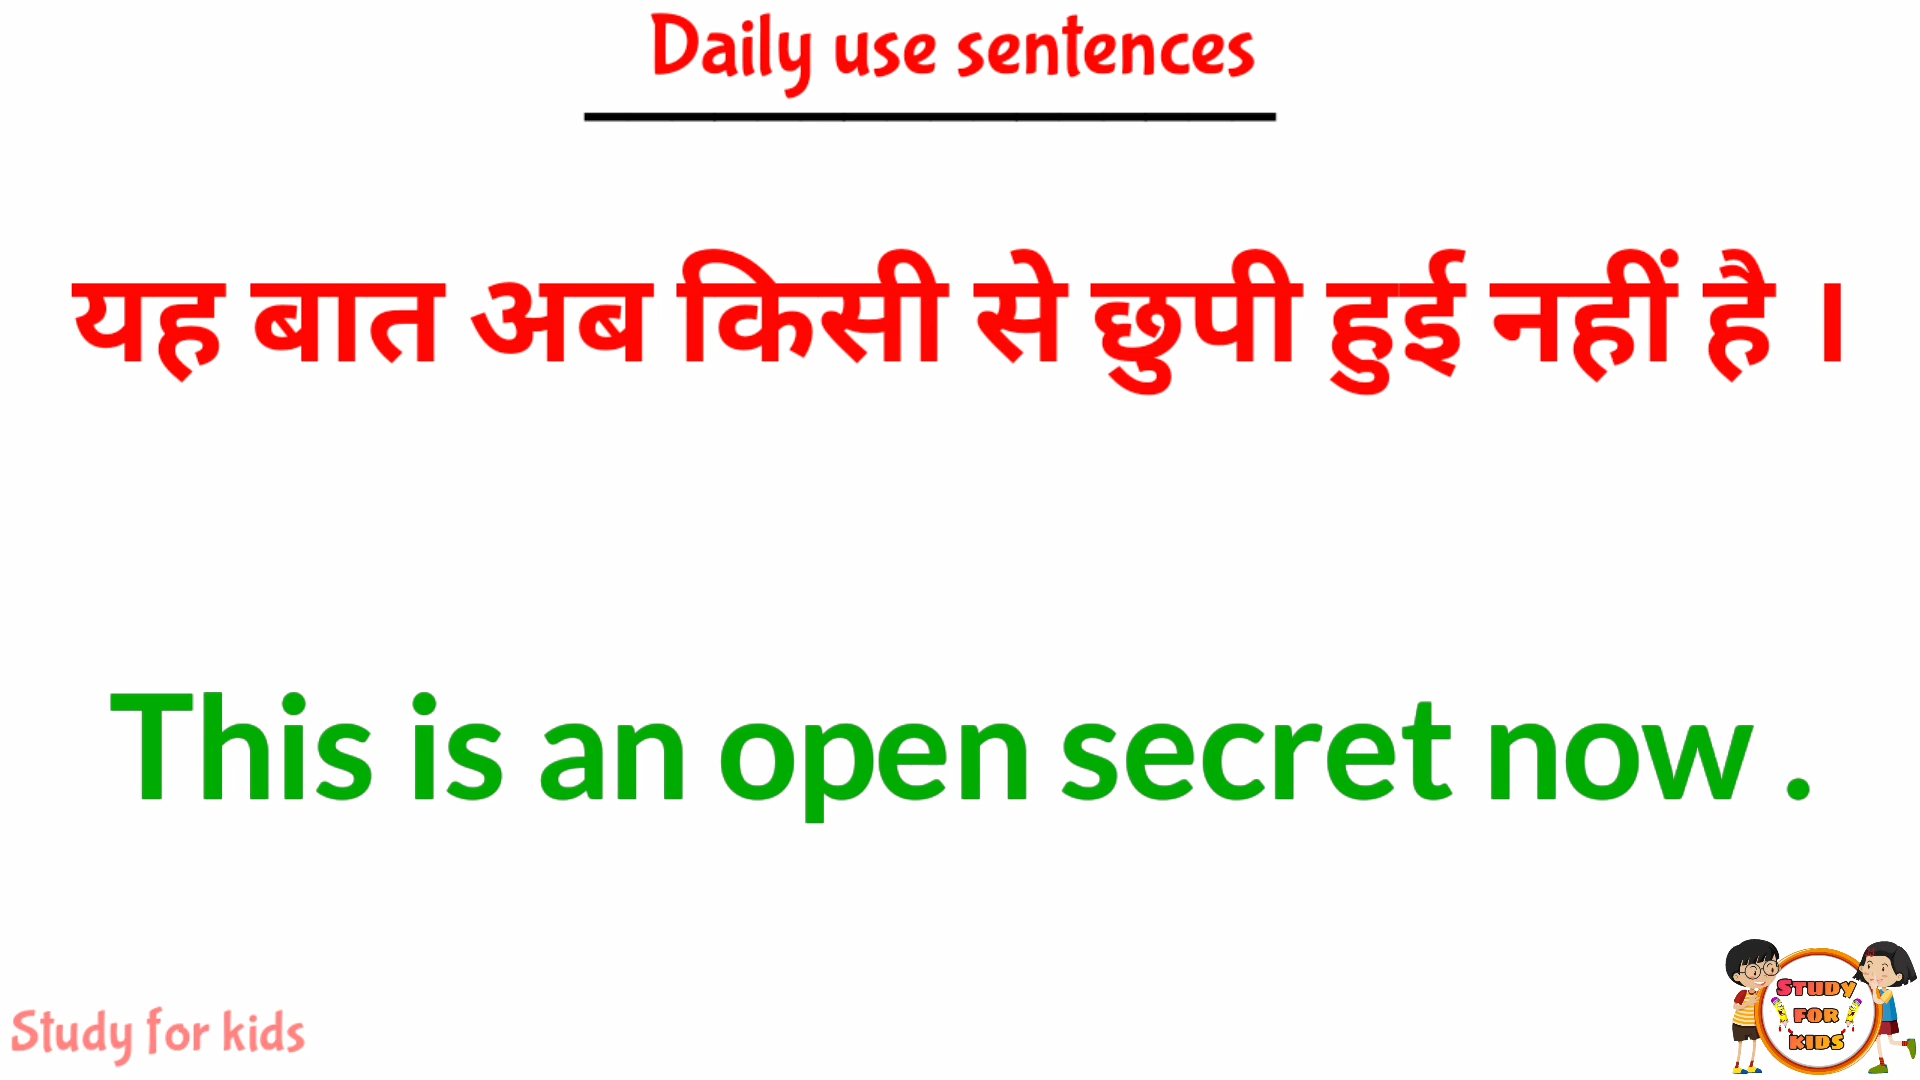 Daily use sentences
यह बात अब किसी से छुपी हुई नहीं है ।
This is an open secret now .
Study for kids
STUDY
FOR
KIDS